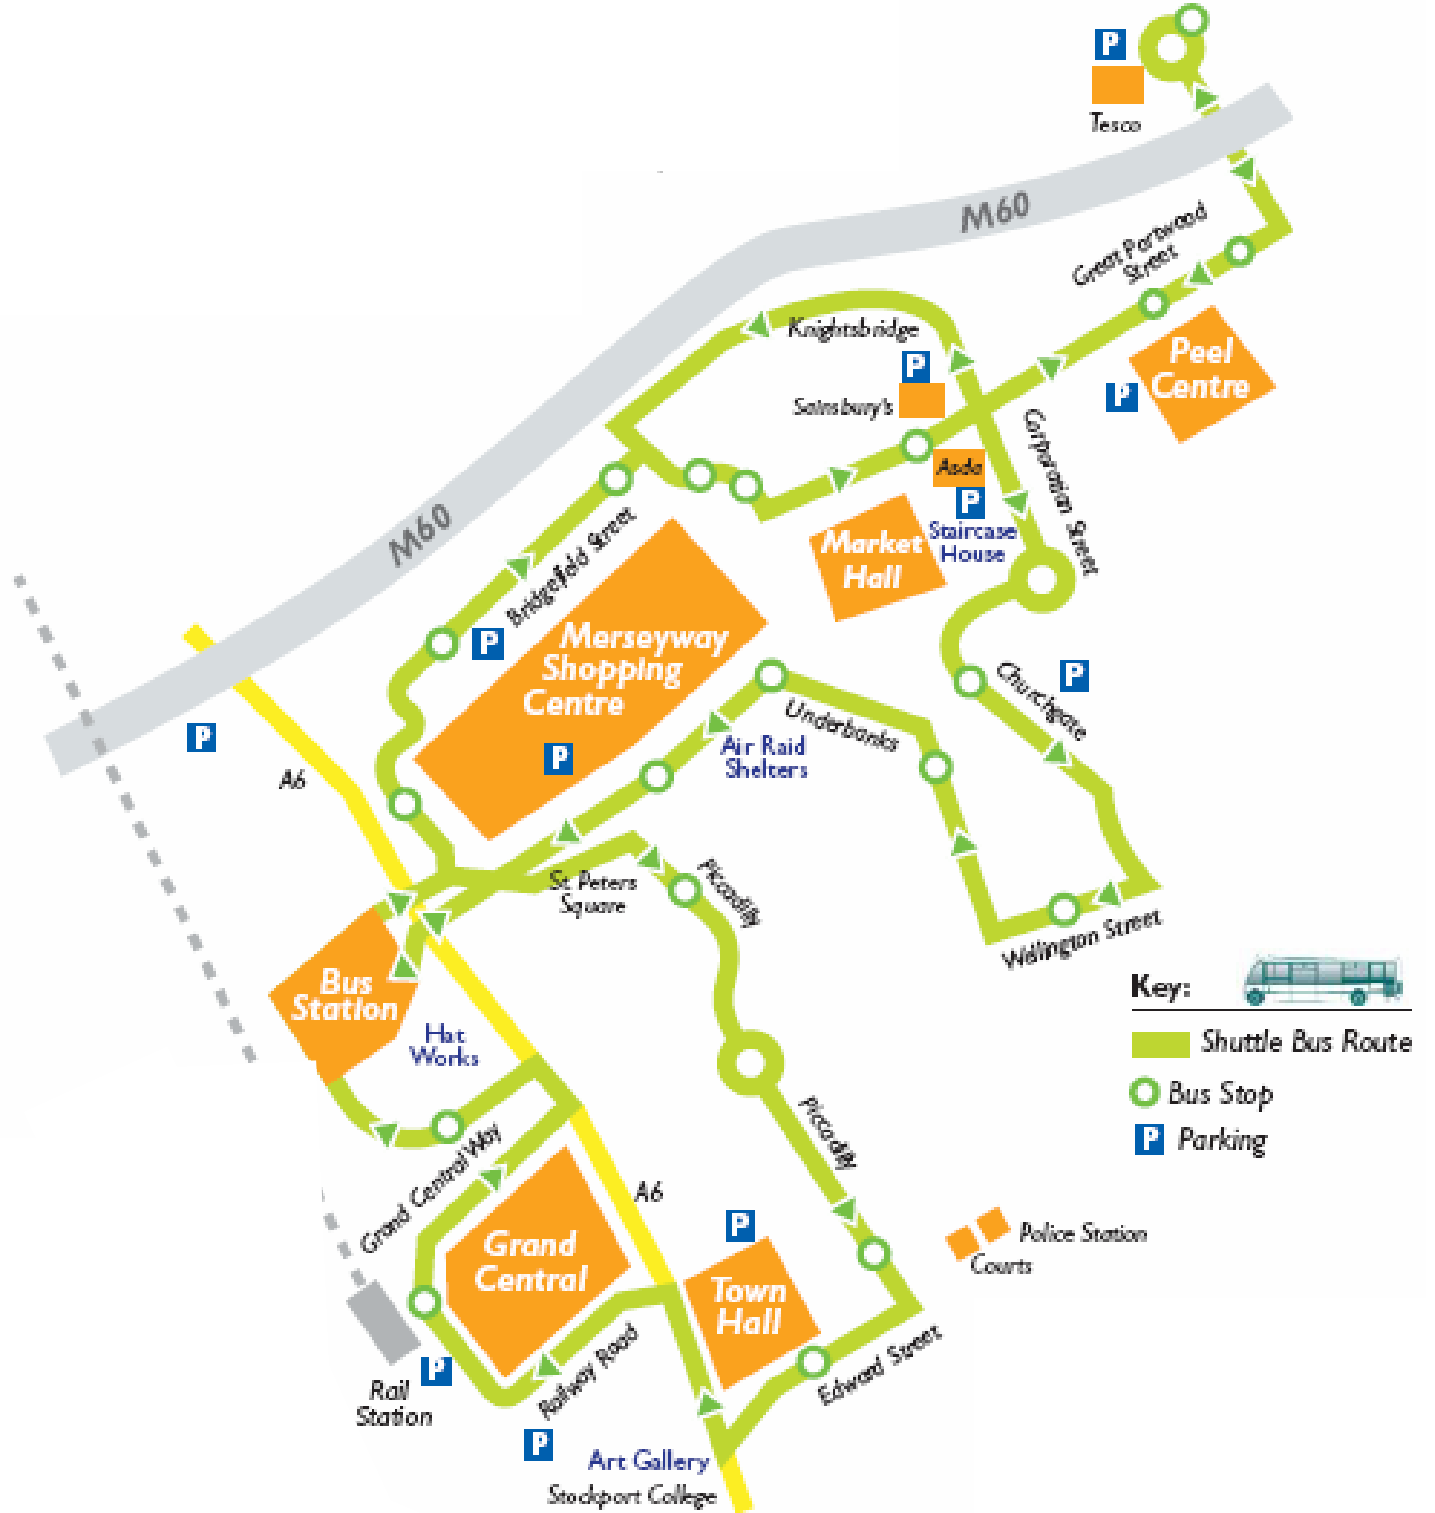 P
Tesco
M60
Great Portwood
Street
Knightsbridge
P
Sainsbury's
Peel
Centre
P
Corporation Street
Asda
P
Staircase
House
Market
Hall
M60
Bridgefield Street
P
Merseyway
Shopping
Centre
P
Churchgate
P
Underbanks
Air Raid
Shelters
P
A6
St Peters
Square
Piccadilly
Wellington Street
Bus
Station
Hat
Works
Key:
Shuttle Bus Route
Bus Stop
P Parking
Piccadilly
Grand Central Way
A6
P
Grand
Central
Town
Hall
Police Station
Courts
Edward Street
Railway Road
P
Rail
Station
P
Art Gallery
Stockport College